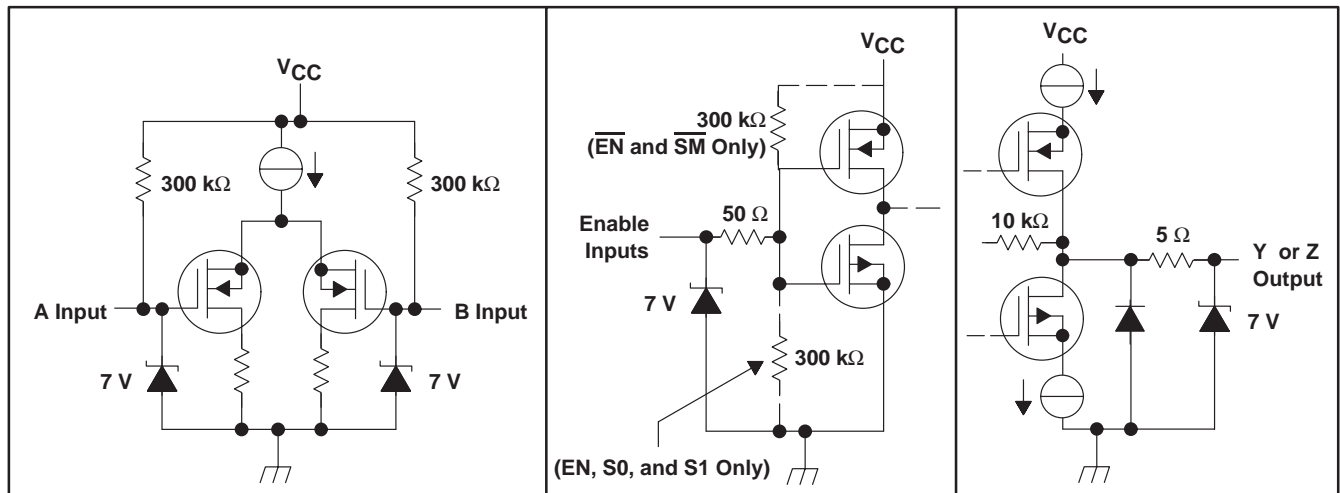 VCC
300 kΩ
300 kΩ
A Input
B Input
7 V
7 V
VCC
300 kΩ
(EN and SM Only)
50 Ω
Enable
Inputs
7 V
300 kΩ
(EN, S0, and S1 Only)
VCC
10 kΩ
5 Ω
Y or Z
Output
7 V